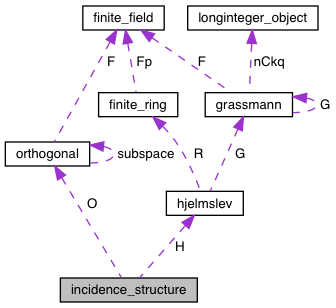 finite_field
longinteger_object
F
Fp
F
nCkq
finite_ring
grassmann
G
orthogonal
subspace
R
G
hjelmslev
O
H
incidence_structure